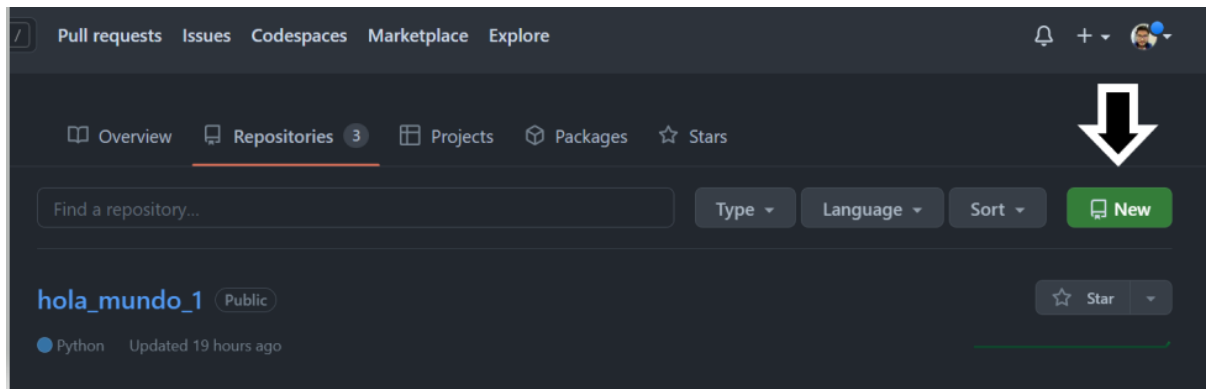 / Pull requests Issues Codespaces Marketplace Explore
Overview Repositories 3 Projects Packages Stars
Find a repository... Type Language Sort New
hola_mundo_1 Public Star
Python Updated 19 hours ago